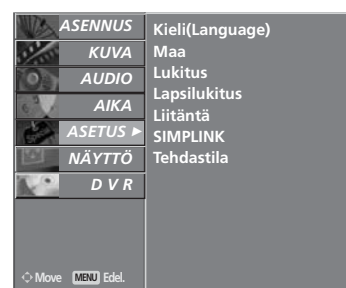 ASENNUS
KUVA
AUDIO
AIKA
ASETUS ►
NÄYTTÖ
D V R
Kieli(Language)
Maa
Lukitus
Lapsilukitus
Liitäntä
SIMPLINK
Tehdastila
Move MENU Edel.